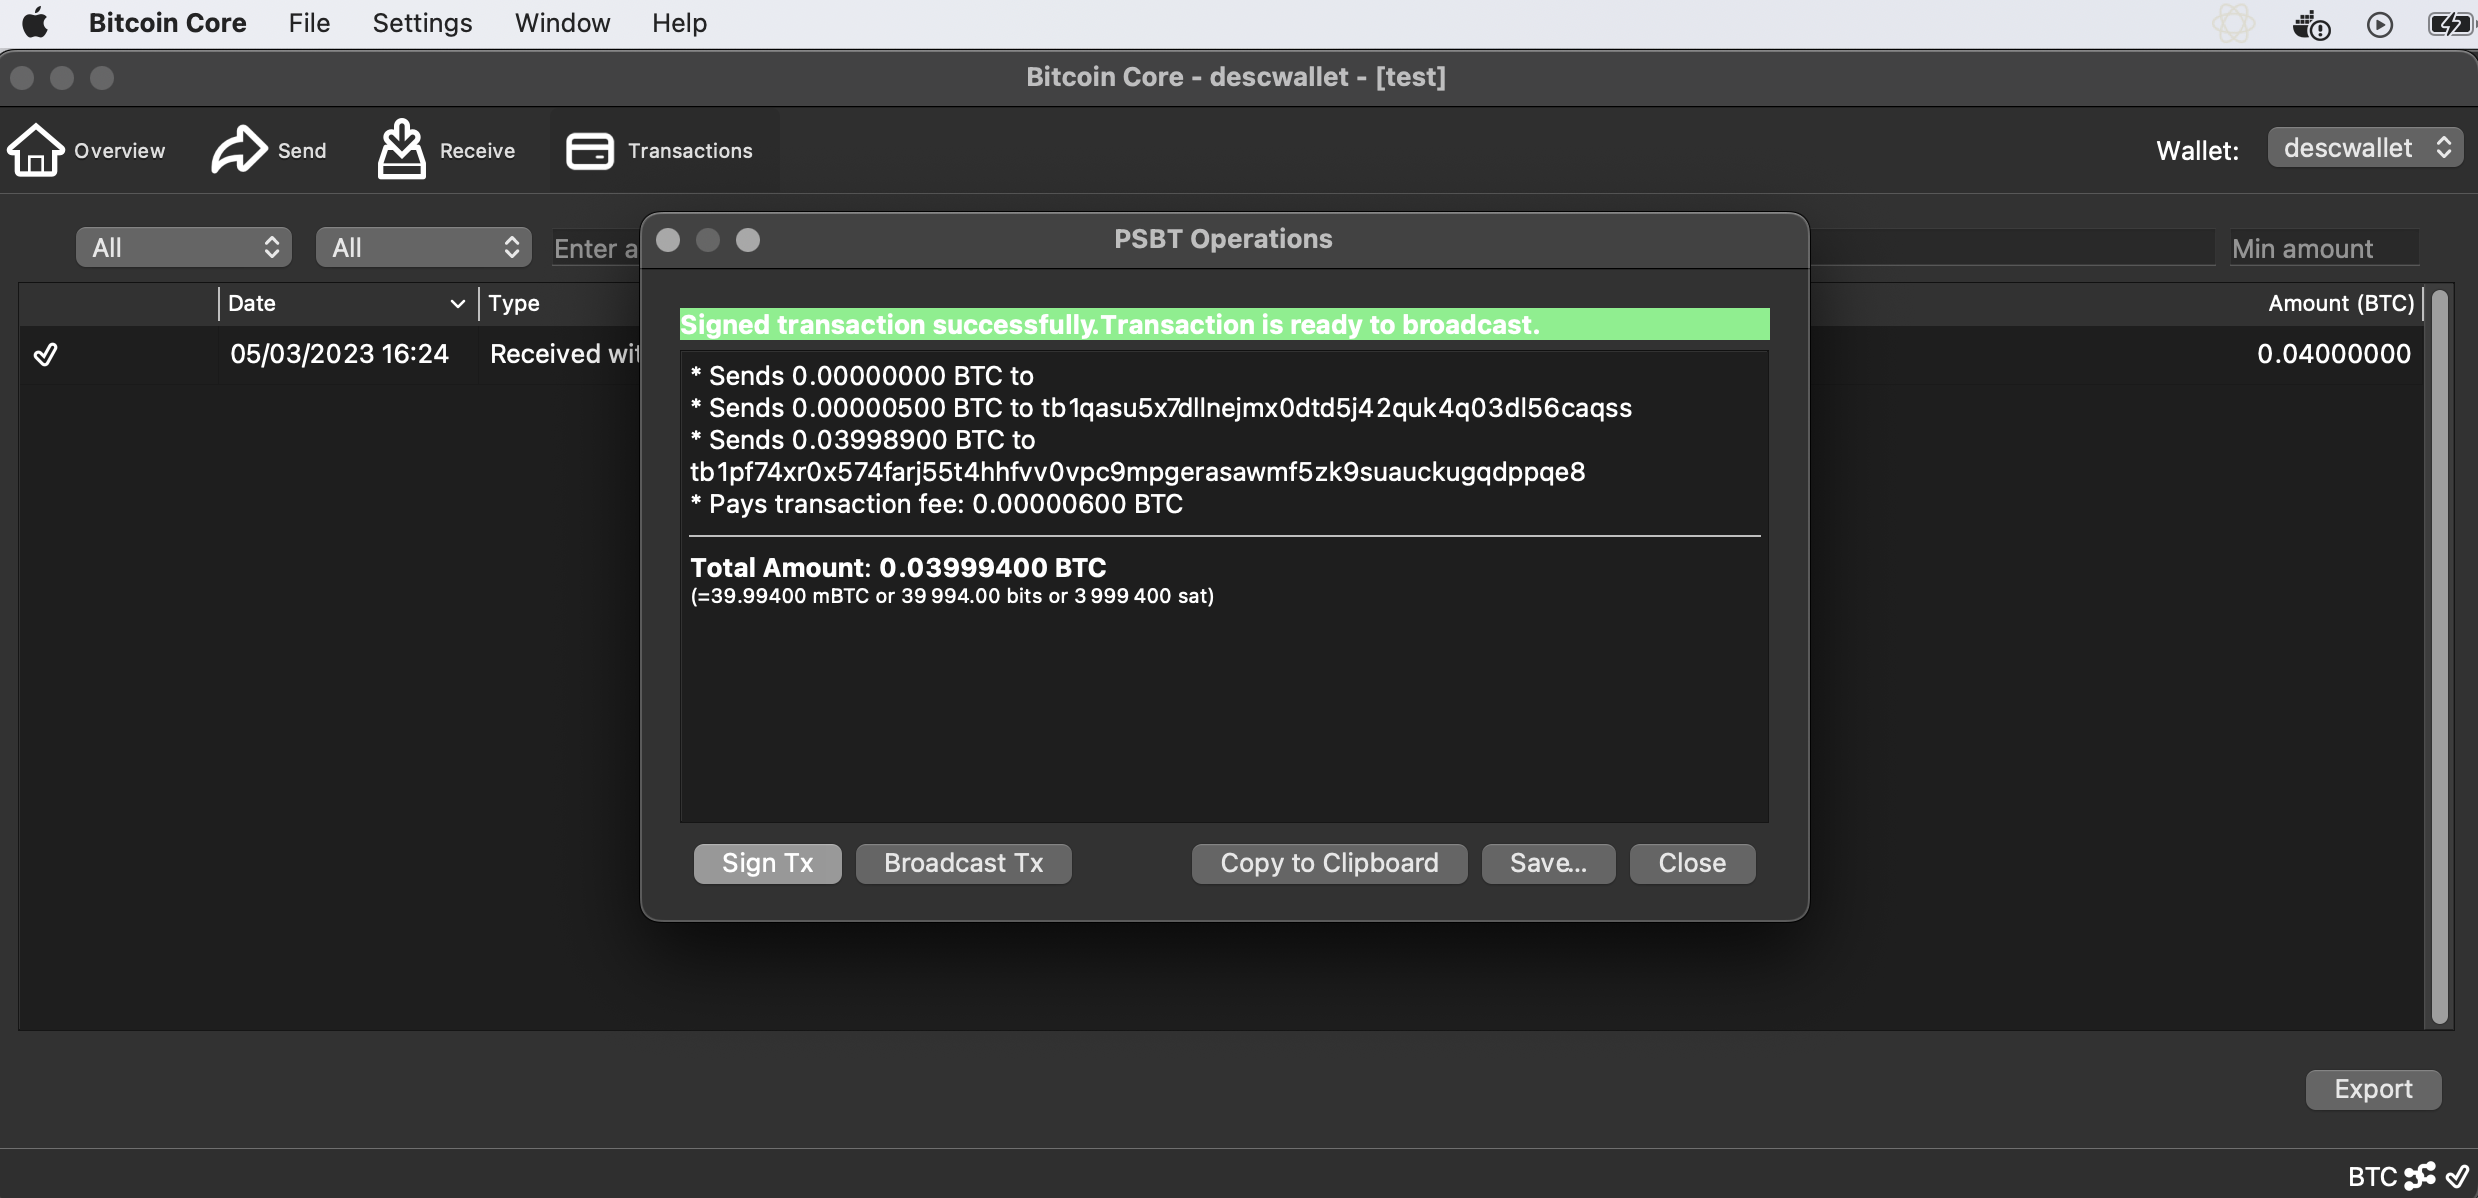 Bitcoin Core File Settings Window Help
Bitcoin Core - descwallet - [test]
Overview Send Receive Transactions Wallet: descwallet
All All Enter a Min amount
PSBT Operations
Date Type Amount (BTC)
05/03/2023 16:24 Received wit 0.04000000
Signed transaction successfully.Transaction is ready to broadcast.
* Sends 0.00000000 BTC to
* Sends 0.00000500 BTC to tb1qasu5x7dllnejmx0dtd5j42quk4q03dl56caqss
* Sends 0.03998900 BTC to
tb1pf74xr0x574farj55t4hhfvv0vpc9mpgerasawmf5zk9suauckugqdppqe8
* Pays transaction fee: 0.00000600 BTC
Total Amount: 0.03999400 BTC
(=39.99400 mBTC or 39 994.00 bits or 3 999 400 sat)
Sign Tx Broadcast Tx Copy to Clipboard Save... Close
Export
BTC